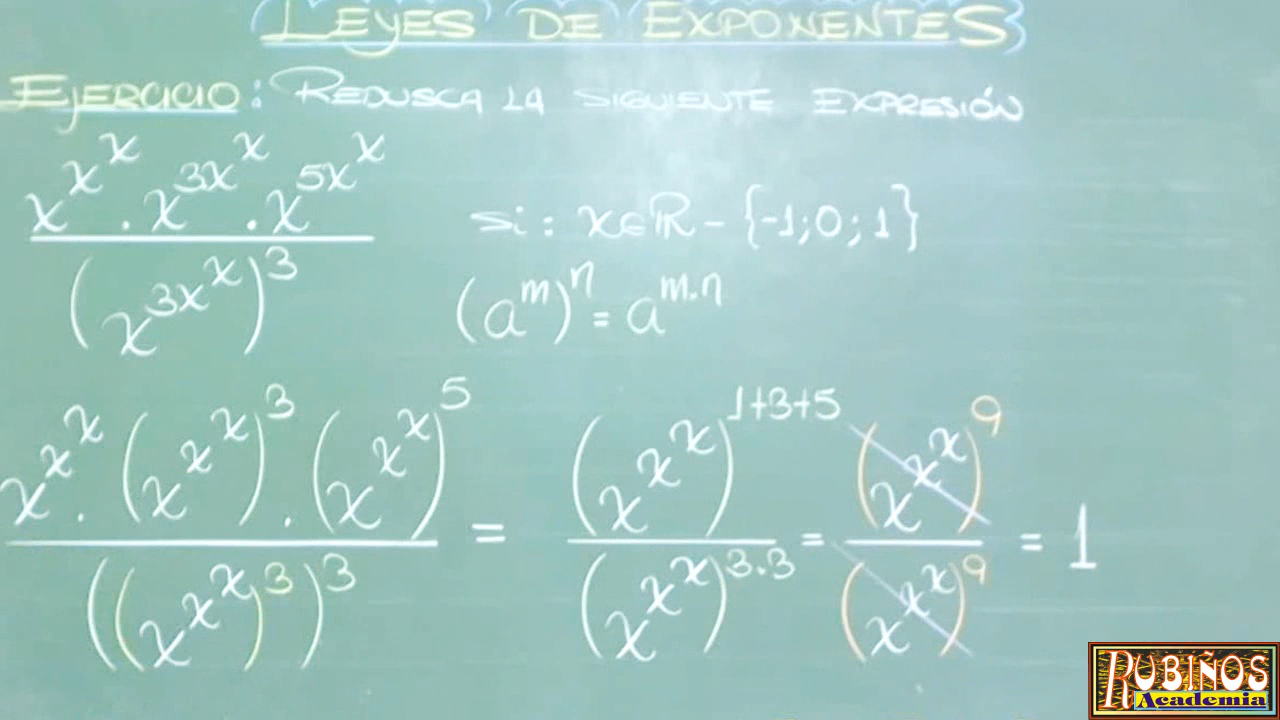 {LEYES DE EXPONENTES}
EJERCICIO: REDUSCA LA SIGUIENTE EXPRESIÓN
x^{x^x} . x^{3x^x} . x^{5x^x} / (x^{3x^x})^3
Si: x∈ℝ - {-1; 0; 1}
(a^m)^n = a^{m.n}
x^{x^x} . (x^{x^x})^3 . (x^{x^x})^5 / ((x^{x^x})^3)^3 = (x^{x^x})^{1+3+5} / (x^{x^x})^{3.3} = (x^{x^x})^9 / (x^{x^x})^9 = 1
RUBIÑOS
Academia